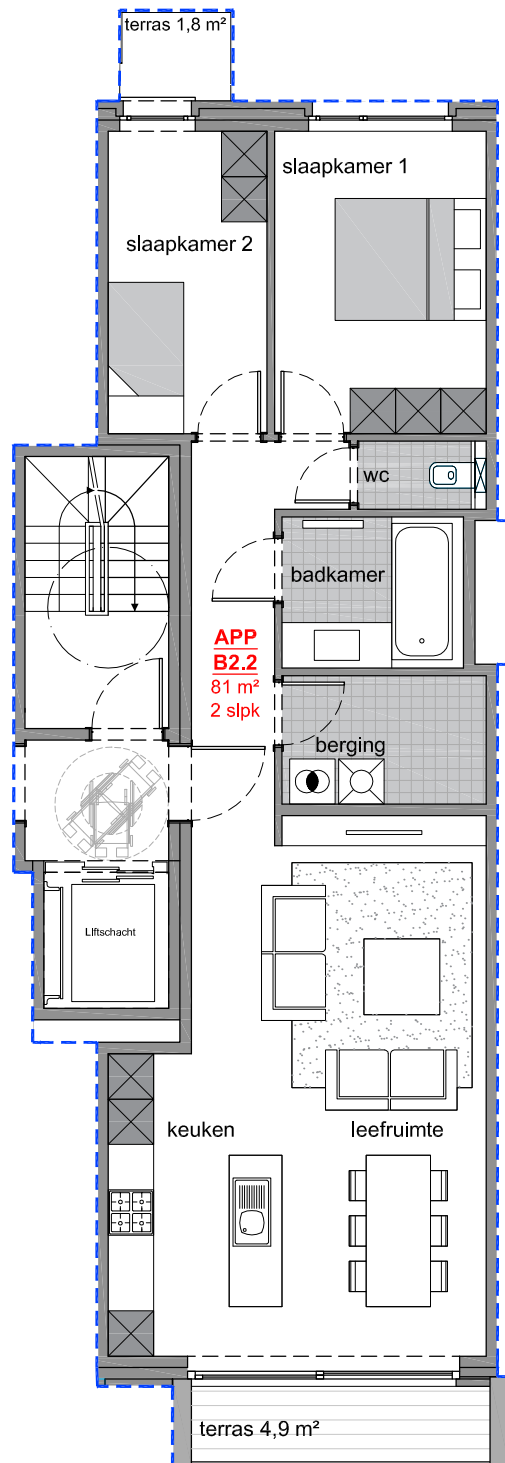 terras 1,8 m²
slaapkamer 1
slaapkamer 2
wc
badkamer
APP
B2.2
81 m²
2 slpk
berging
Liftschacht
keuken
leefruimte
terras 4,9 m²